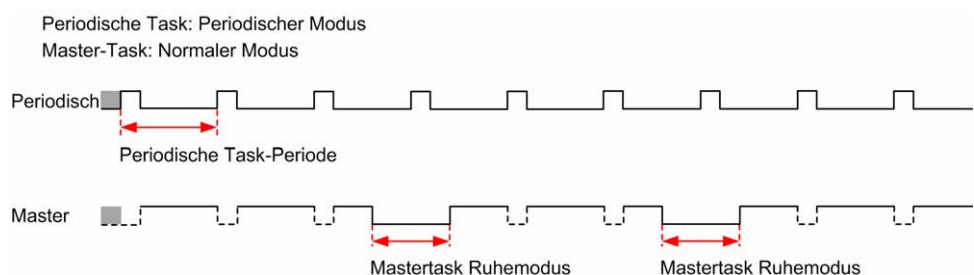 Periodische Task: Periodischer Modus
Master-Task: Normaler Modus
Periodisch
Periodische Task-Periode
Master
Mastertask Ruhemodus
Mastertask Ruhemodus